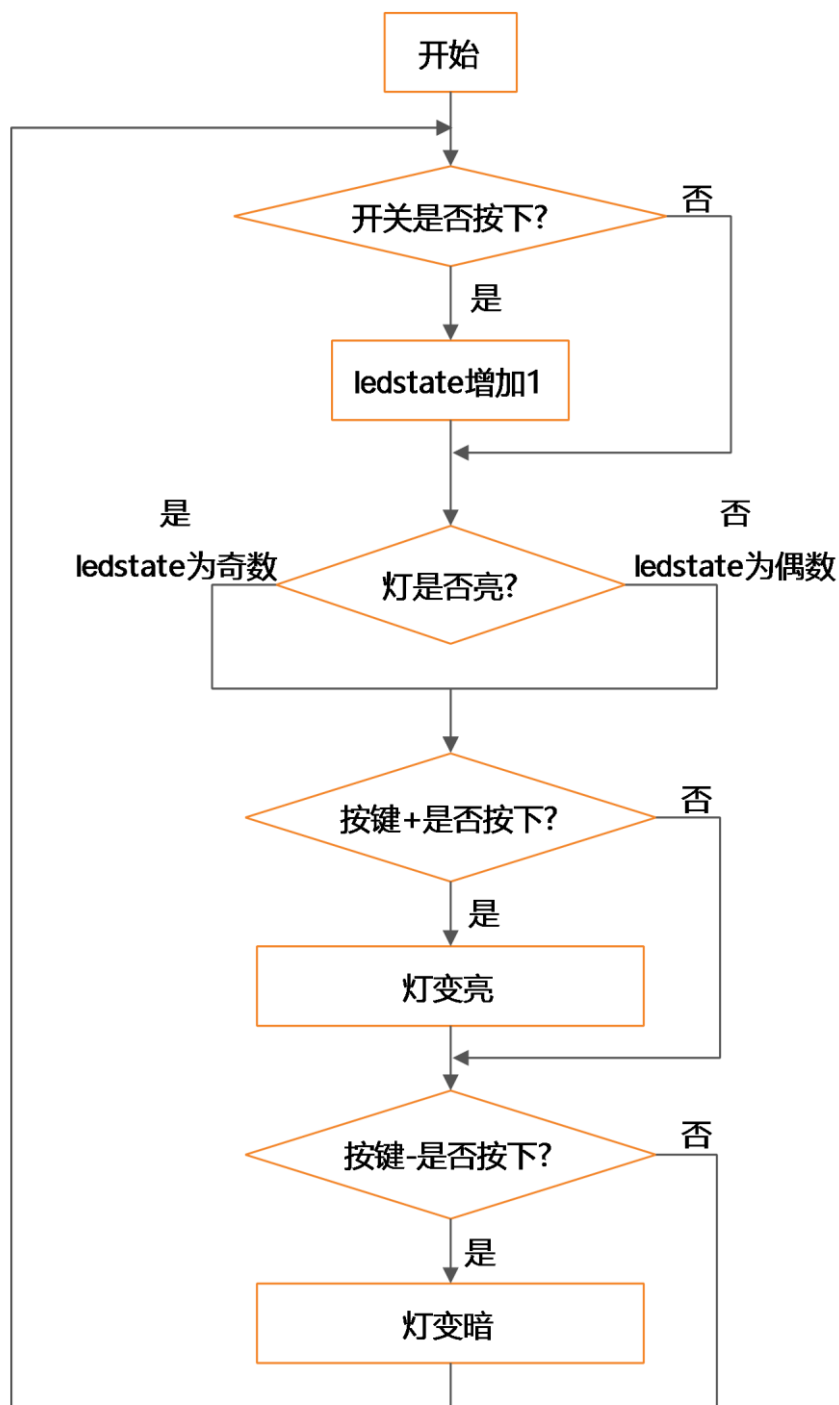 开始
开关是否按下?
否
是
ledstate增加1
是
否
ledstate为奇数
ledstate为偶数
灯是否亮?
按键+是否按下?
否
是
灯变亮
按键-是否按下?
否
是
灯变暗